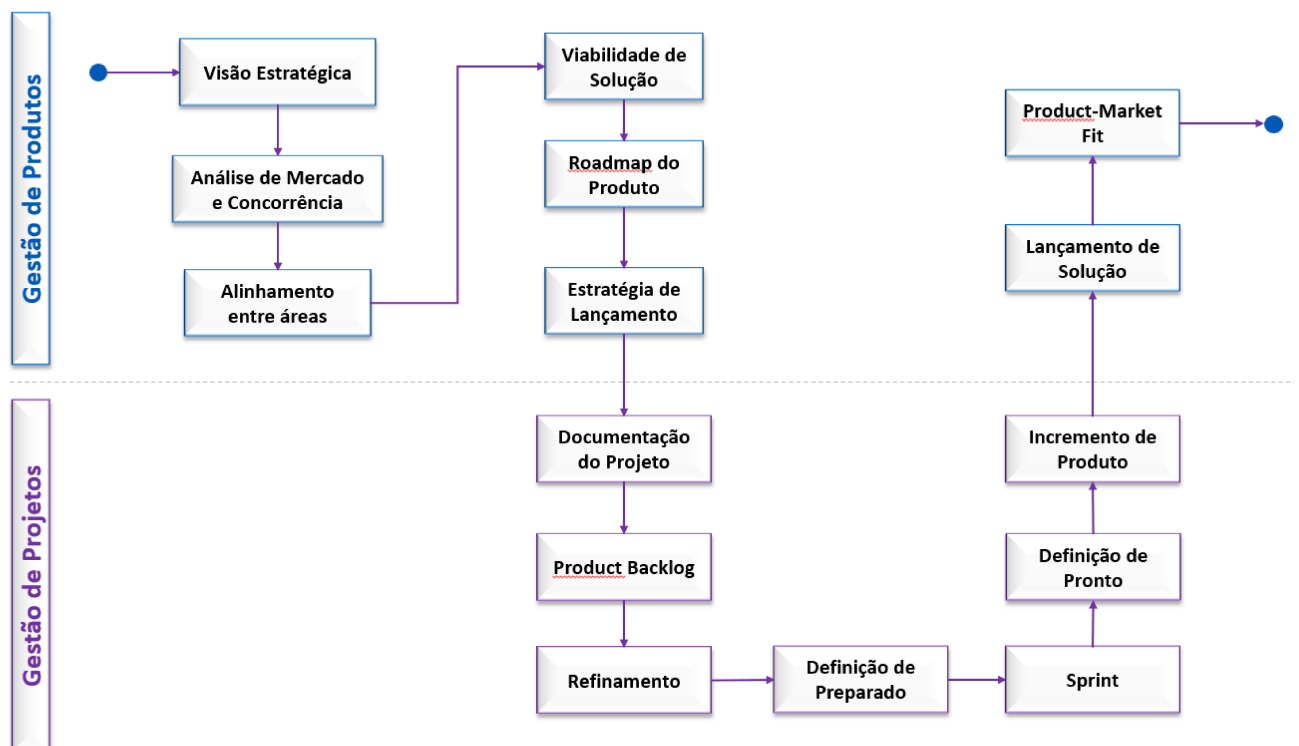 Gestão de Produtos
Visão Estratégica
Análise de Mercado
e Concorrência
Alinhamento
entre áreas
Viabilidade de
Solução
Roadmap do
Produto
Estratégia de
Lançamento
Gestão de Projetos
Documentação
do Projeto
Product Backlog
Refinamento
Definição de
Preparado
Sprint
Definição de
Pronto
Incremento de
Produto
Lançamento de
Solução
Product-Market
Fit